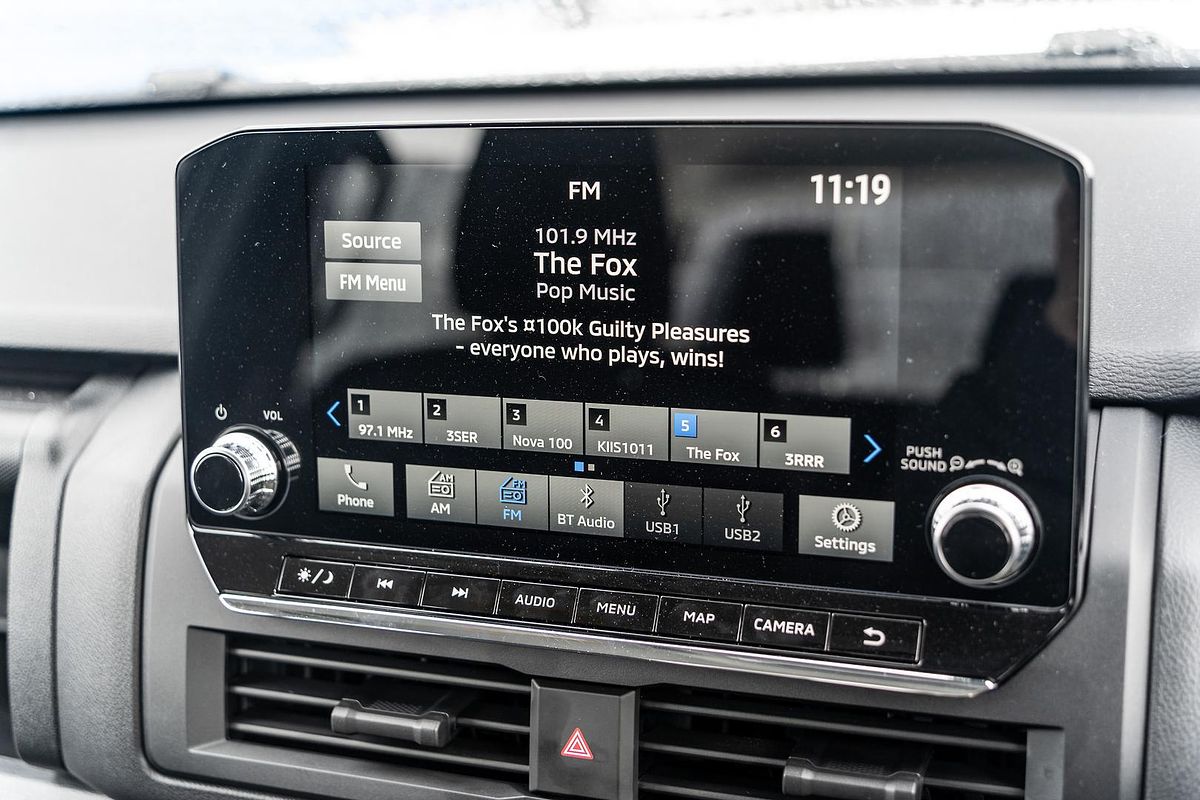 FM
11:19
Source
FM Menu
101.9 MHz
The Fox
Pop Music
The Fox's ¤100k Guilty Pleasures
- everyone who plays, wins!
1
97.1 MHz
2
3SER
3
Nova 100
4
KIIS1011
5
The Fox
6
3RRR
VOL
PUSH
SOUND
Phone
AM
AM
FM
FM
BT Audio
USB1
USB2
Settings
AUDIO
MENU
MAP
CAMERA